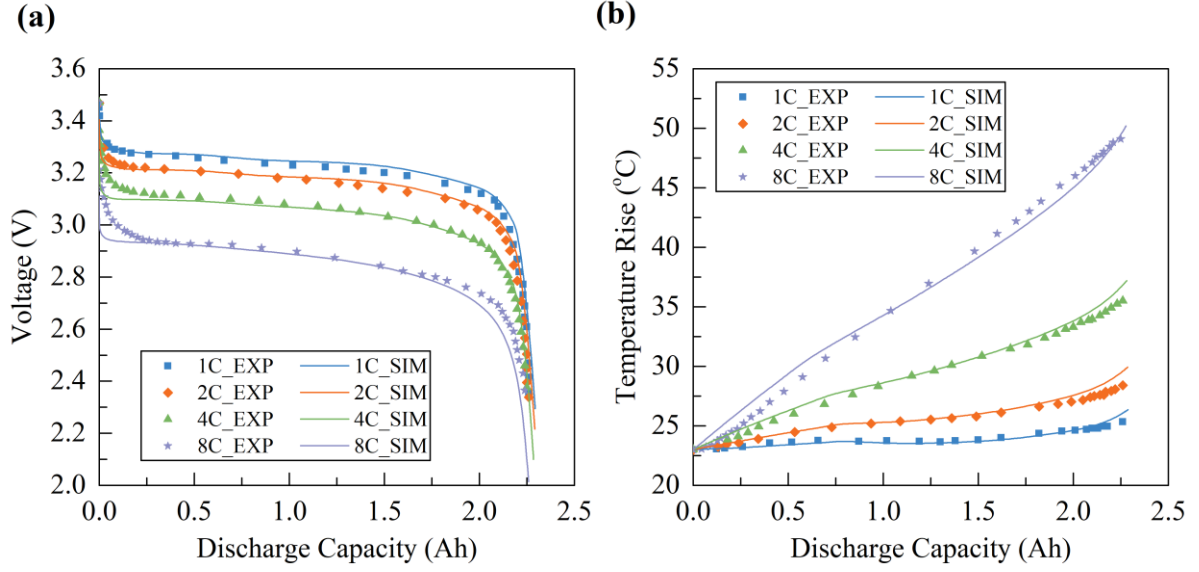 (a)
3.6
3.4
3.2
3.0
2.8
2.6
2.4
2.2
2.0
Voltage (V)
1C_EXP 1C_SIM
2C_EXP 2C_SIM
4C_EXP 4C_SIM
8C_EXP 8C_SIM
0.0 0.5 1.0 1.5 2.0 2.5
Discharge Capacity (Ah)
(b)
55
50
45
40
35
30
25
20
Temperature Rise (°C)
1C_EXP 1C_SIM
2C_EXP 2C_SIM
4C_EXP 4C_SIM
8C_EXP 8C_SIM
0.0 0.5 1.0 1.5 2.0 2.5
Discharge Capacity (Ah)